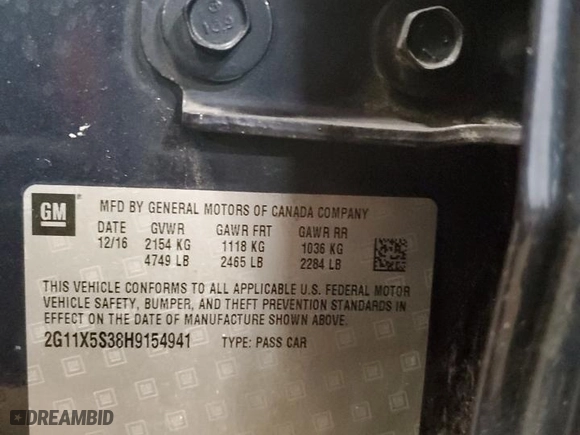 GM
MFD BY GENERAL MOTORS OF CANADA COMPANY
DATE GVWR GAWR FRT GAWR RR
12/16 2154 KG 1118 KG 1036 KG
4749 LB 2465 LB 2284 LB
THIS VEHICLE CONFORMS TO ALL APPLICABLE U.S. FEDERAL MOTOR
VEHICLE SAFETY, BUMPER, AND THEFT PREVENTION STANDARDS IN
EFFECT ON THE DATE OF MANUFACTURE SHOWN ABOVE.
2G11X5S38H9154941 TYPE: PASS CAR
DREAMBID